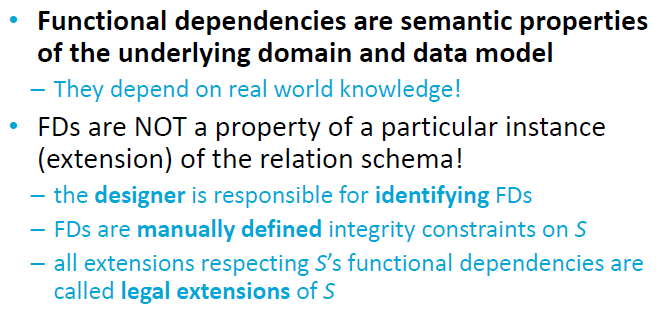 • Functional dependencies are semantic properties
of the underlying domain and data model
– They depend on real world knowledge!
• FDs are NOT a property of a particular instance
(extension) of the relation schema!
– the designer is responsible for identifying FDs
– FDs are manually defined integrity constraints on S
– all extensions respecting S's functional dependencies are
called legal extensions of S